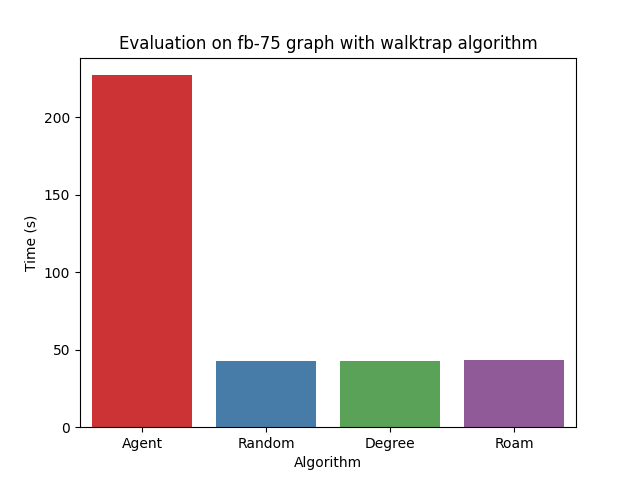 Evaluation on fb-75 graph with walktrap algorithm
Time (s)
200
150
100
50
0
Agent Random Degree Roam
Algorithm